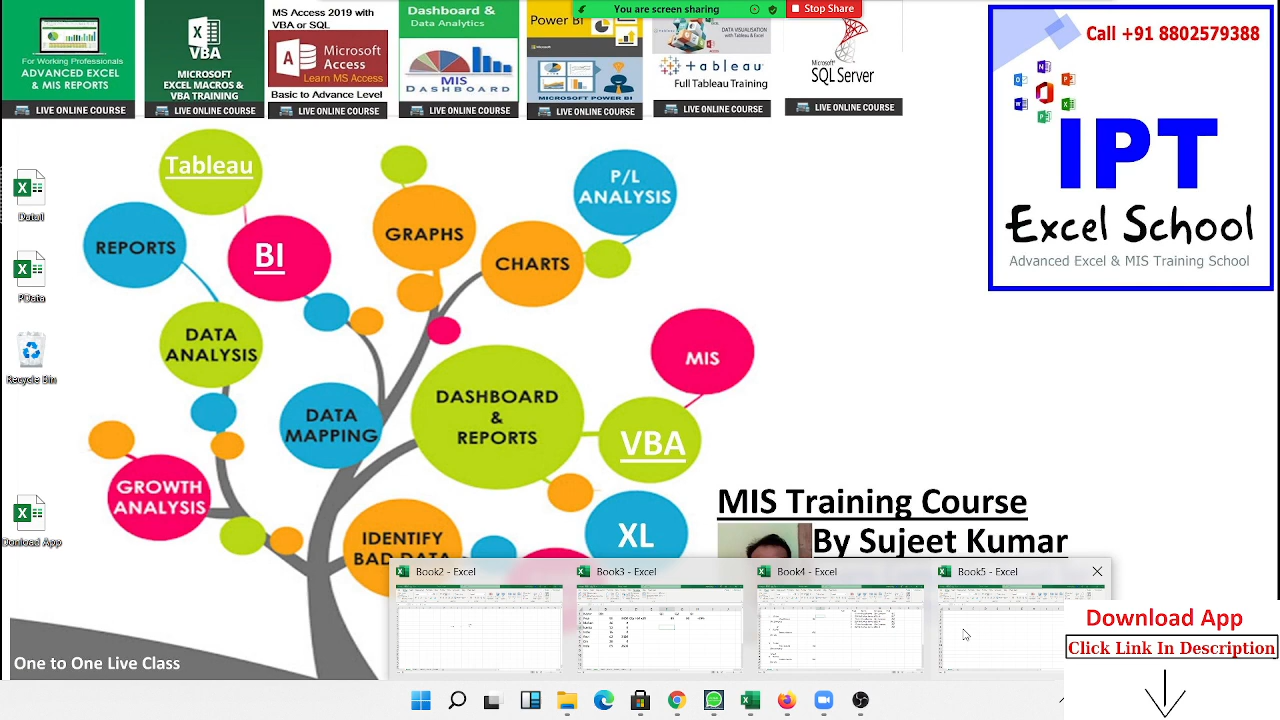 You are screen sharing
Stop Share
For Working Professionals
ADVANCED EXCEL
& MIS REPORTS
LIVE ONLINE COURSE
VBA
MICROSOFT
EXCEL MACROS &
VBA TRAINING
LIVE ONLINE COURSE
MS Access 2019 with
VBA or SQL
Microsoft
Access
Learn MS Access
Basic to Advance Level
LIVE ONLINE COURSE
Dashboard &
Data Analytics
MIS
DASHBOARD
LIVE ONLINE COURSE
Power BI
MICROSOFT POWER BI
LIVE ONLINE COURSE
DATA VISUALISATION
with Tableau & Excel
tableau
Full Tableau Training
LIVE ONLINE COURSE
Microsoft
SQL Server
LIVE ONLINE COURSE
Call +91 8802579388
IPT
Excel School
Advanced Excel & MIS Training School
PData
Recycle Bin
Tableau
REPORTS
BI
GRAPHS
CHARTS
P/L
ANALYSIS
DATA
ANALYSIS
DATA
MAPPING
DASHBOARD
&
REPORTS
MIS
VBA
GROWTH
ANALYSIS
IDENTIFY
BAD DATA
XL
MIS Training Course
By Sujeet Kumar
One to One Live Class
Book2 - Excel
Book3 - Excel
Book4 - Excel
Book5 - Excel
Download App
Click Link In Description